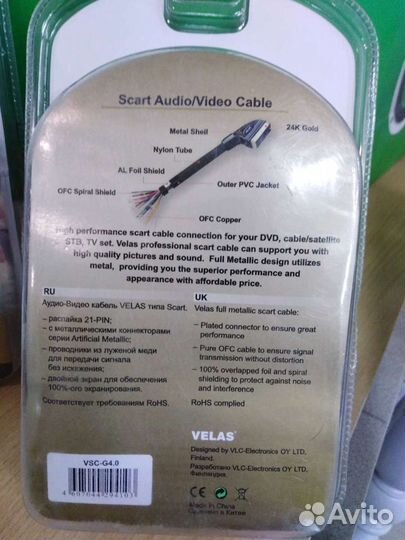 Scart Audio/Video Cable
Metal Shell
24K Gold
Nylon Tube
AL Foil Shield
OFC Spiral Shield
Outer PVC Jacket
OFC Copper
High performance scart cable connection for your DVD, cable/satellite
STB, TV set. Velas professional scart cable can support you with
high quality pictures and sound. Full Metallic design utilizes
metal, providing you the superior performance and
appearance with affordable price.
RU
Аудио-Видео кабель VELAS типа Scart.
- распайка 21-PIN;
- с металлическими коннекторами
серии Artificial Metallic;
- проводники из луженой меди
для передачи сигнала
без искежения;
- двойной экран для обеспечения
100%-ого экранирования.
Соответствует требованиям RoHS.
UK
Velas full metallic scart cable:
- Plated connector to ensure great
performance
- Pure OFC cable to ensure signal
transmission without distortion
- 100% overlapped foil and spiral
shielding to protect against noise
and interference
RoHS complied
VELAS
Designed by VLC-Electronics OY LTD,
Finland.
Разработано VLC-Electronics OY LTD,
Финляндия.
Made in China
Сделано в Китае
VSC-G4.0
4 607644 294103
Avito